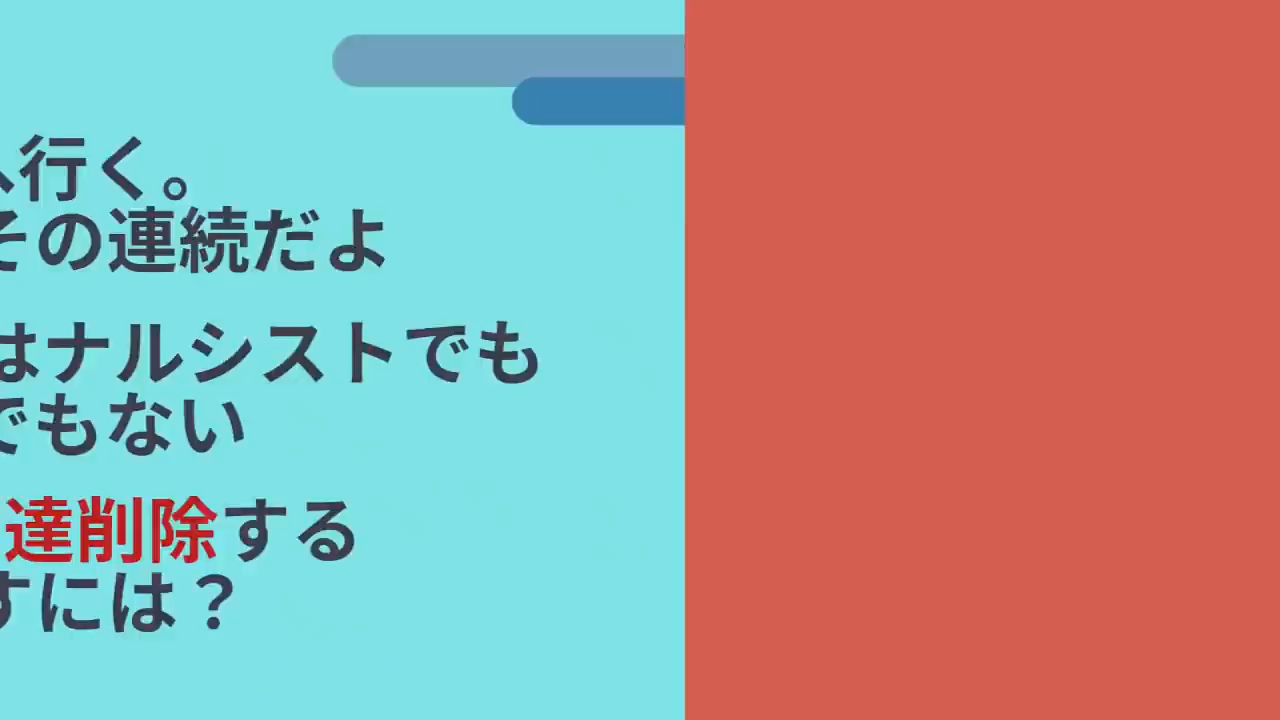 へ行く。
その連続だよ
はナルシストでも
でもない
達削除する
すには？